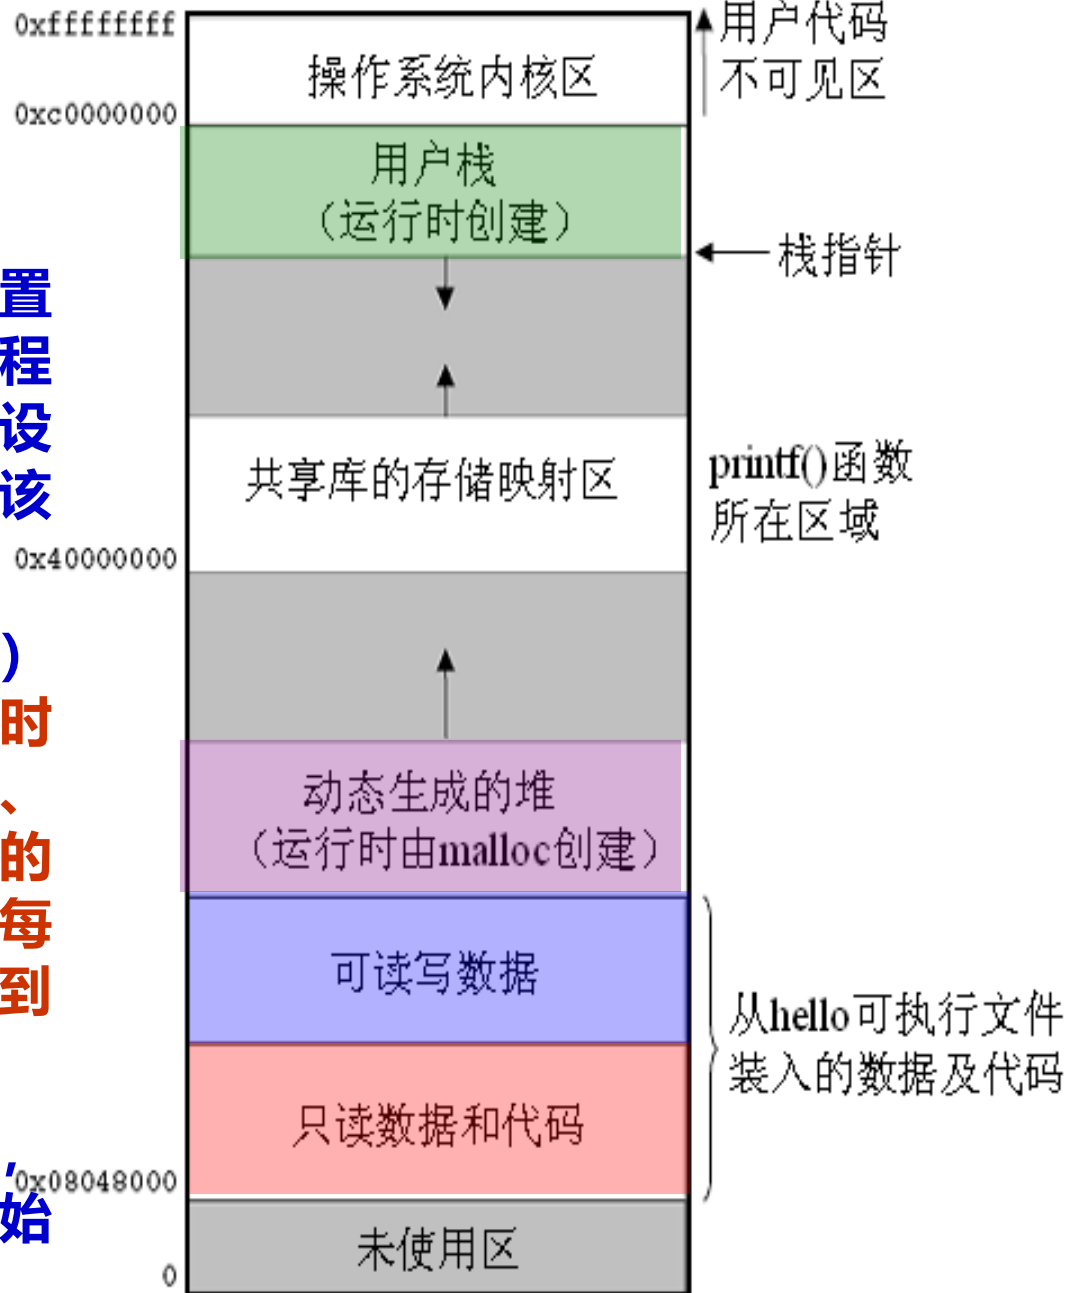 0xffffffff
操作系统内核区
用户代码
不可见区
0xc0000000
用户栈
（运行时创建）
栈指针
置
程
设
该
共享库的存储映射区
printf()函数
所在区域
0x40000000
)
时
、
的
每
到
动态生成的堆
（运行时由malloc创建）
可读写数据
从hello可执行文件
装入的数据及代码
只读数据和代码
,
0x08048000
始
未使用区
0